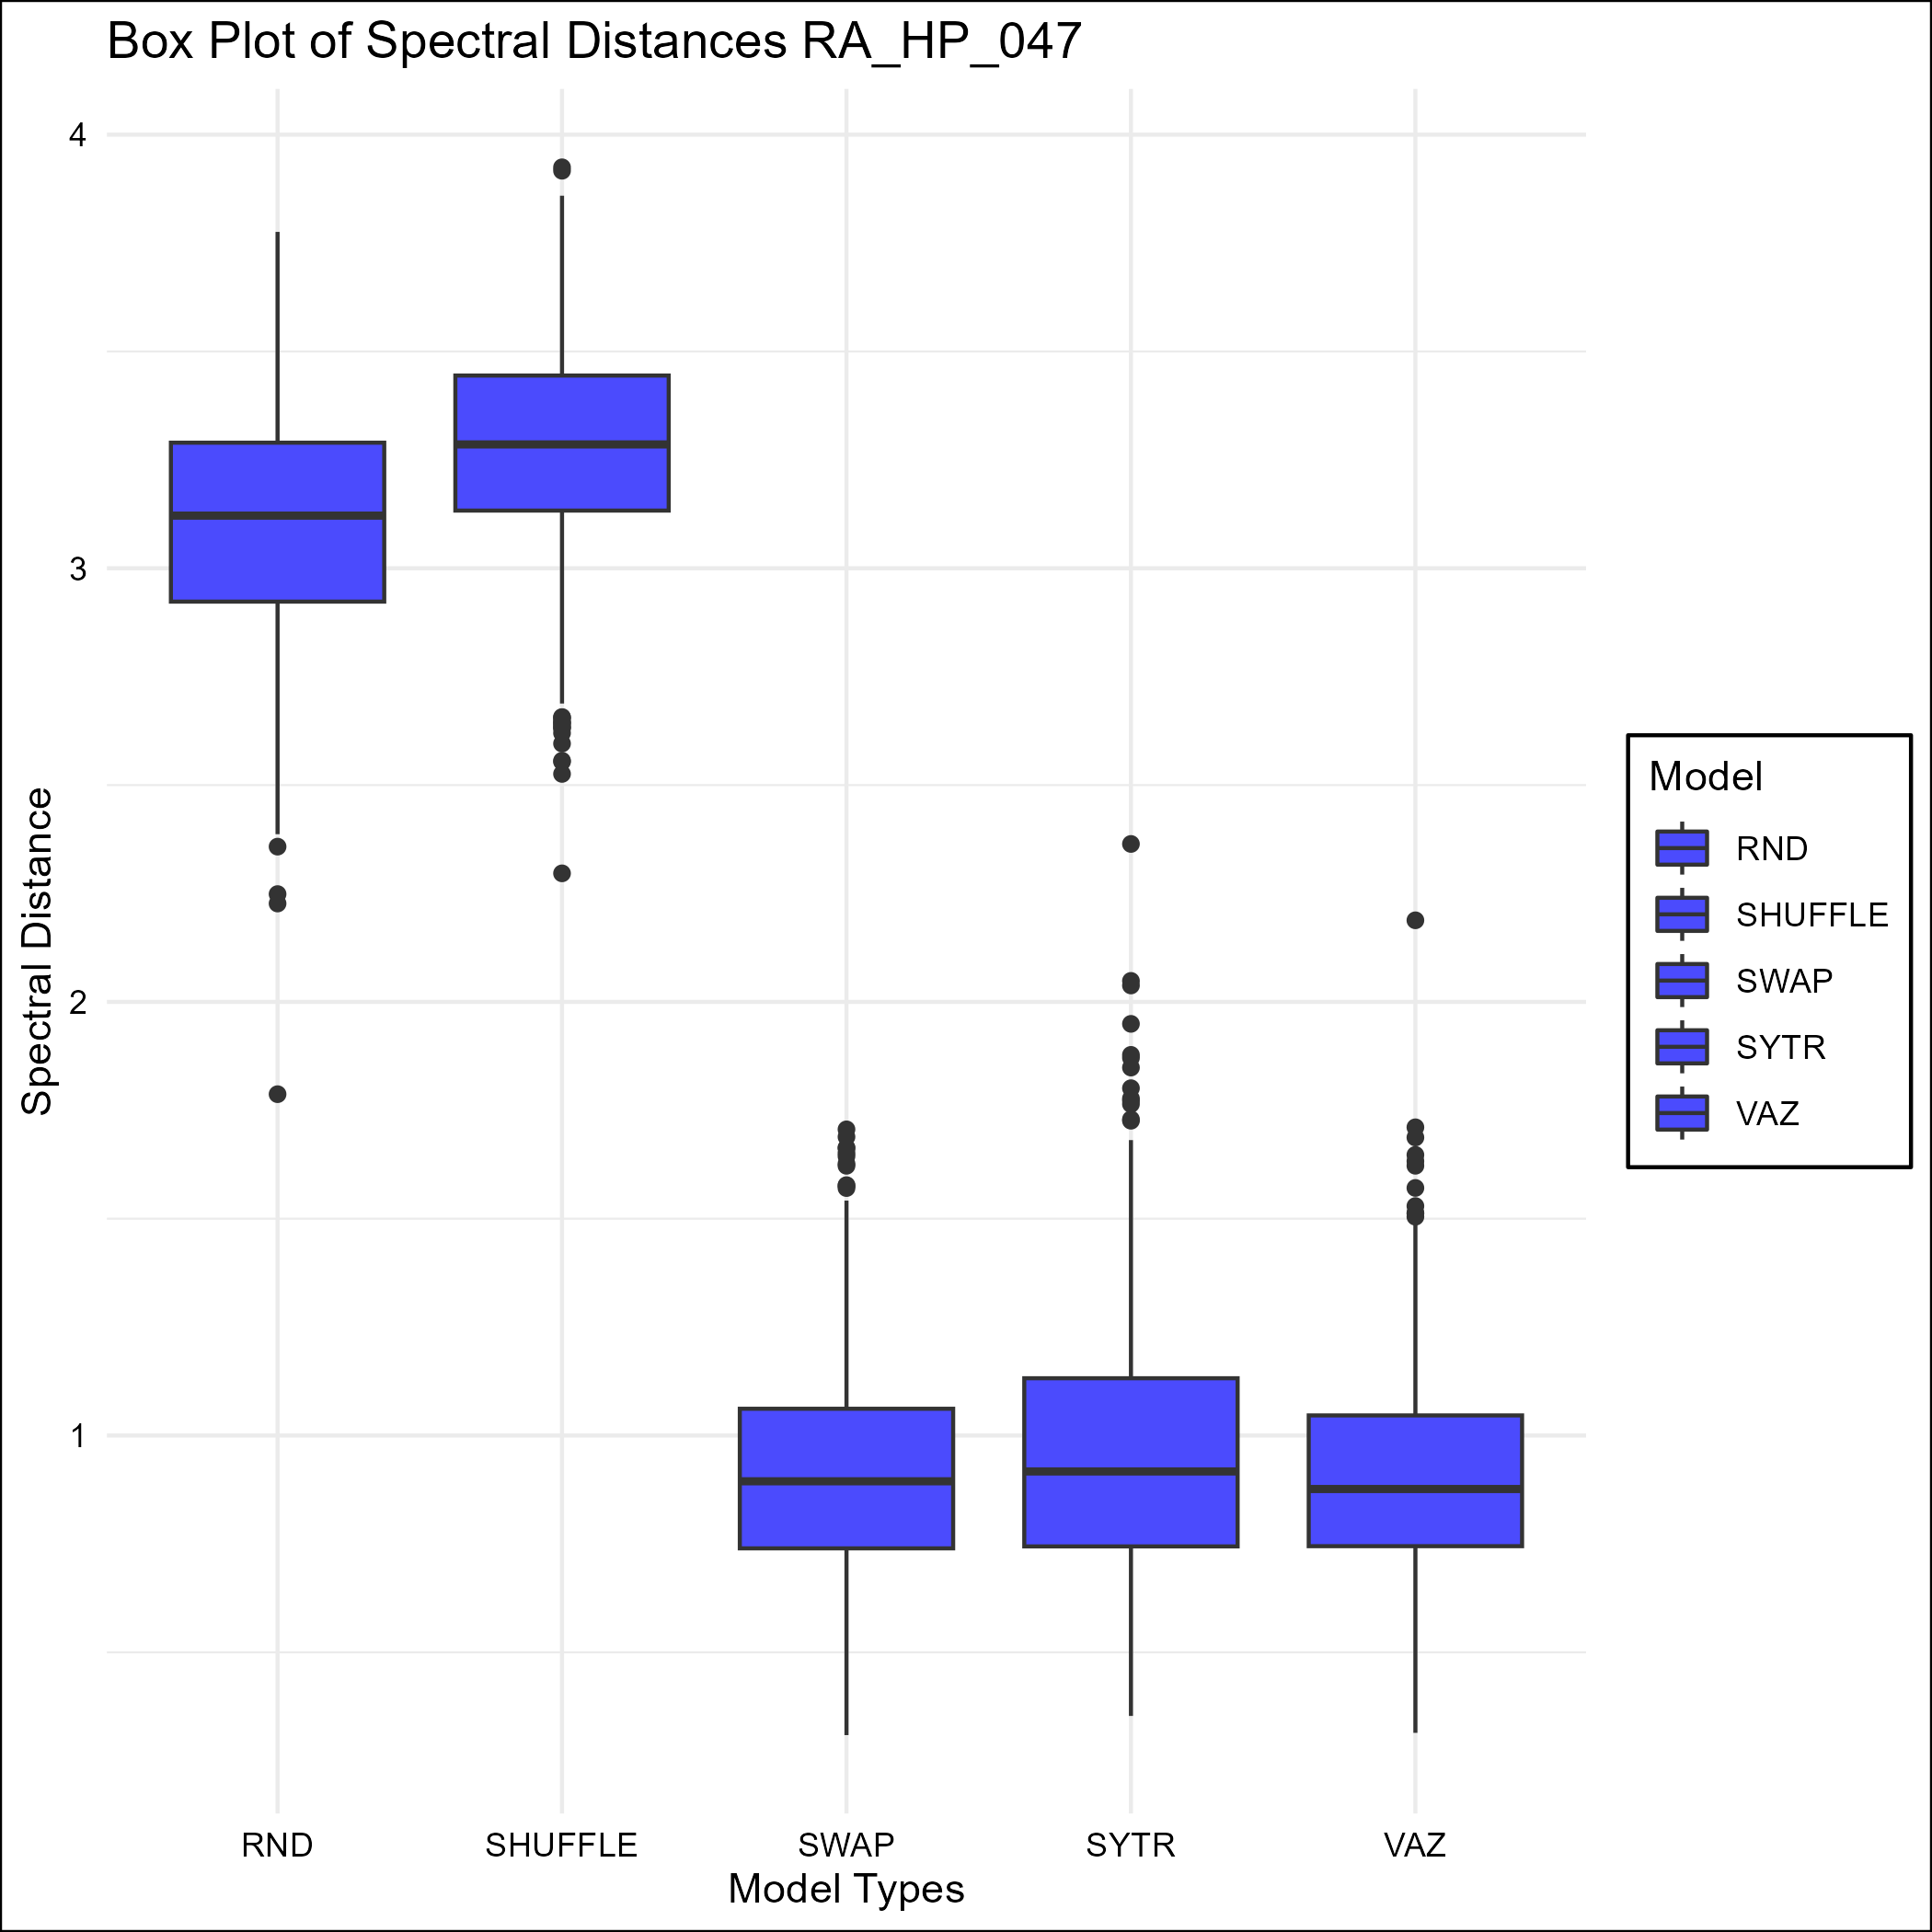 Box Plot of Spectral Distances RA_HP_047
4
3
2
1
Spectral Distance
RND
SHUFFLE
SWAP
SYTR
VAZ
Model Types
Model
RND
SHUFFLE
SWAP
SYTR
VAZ